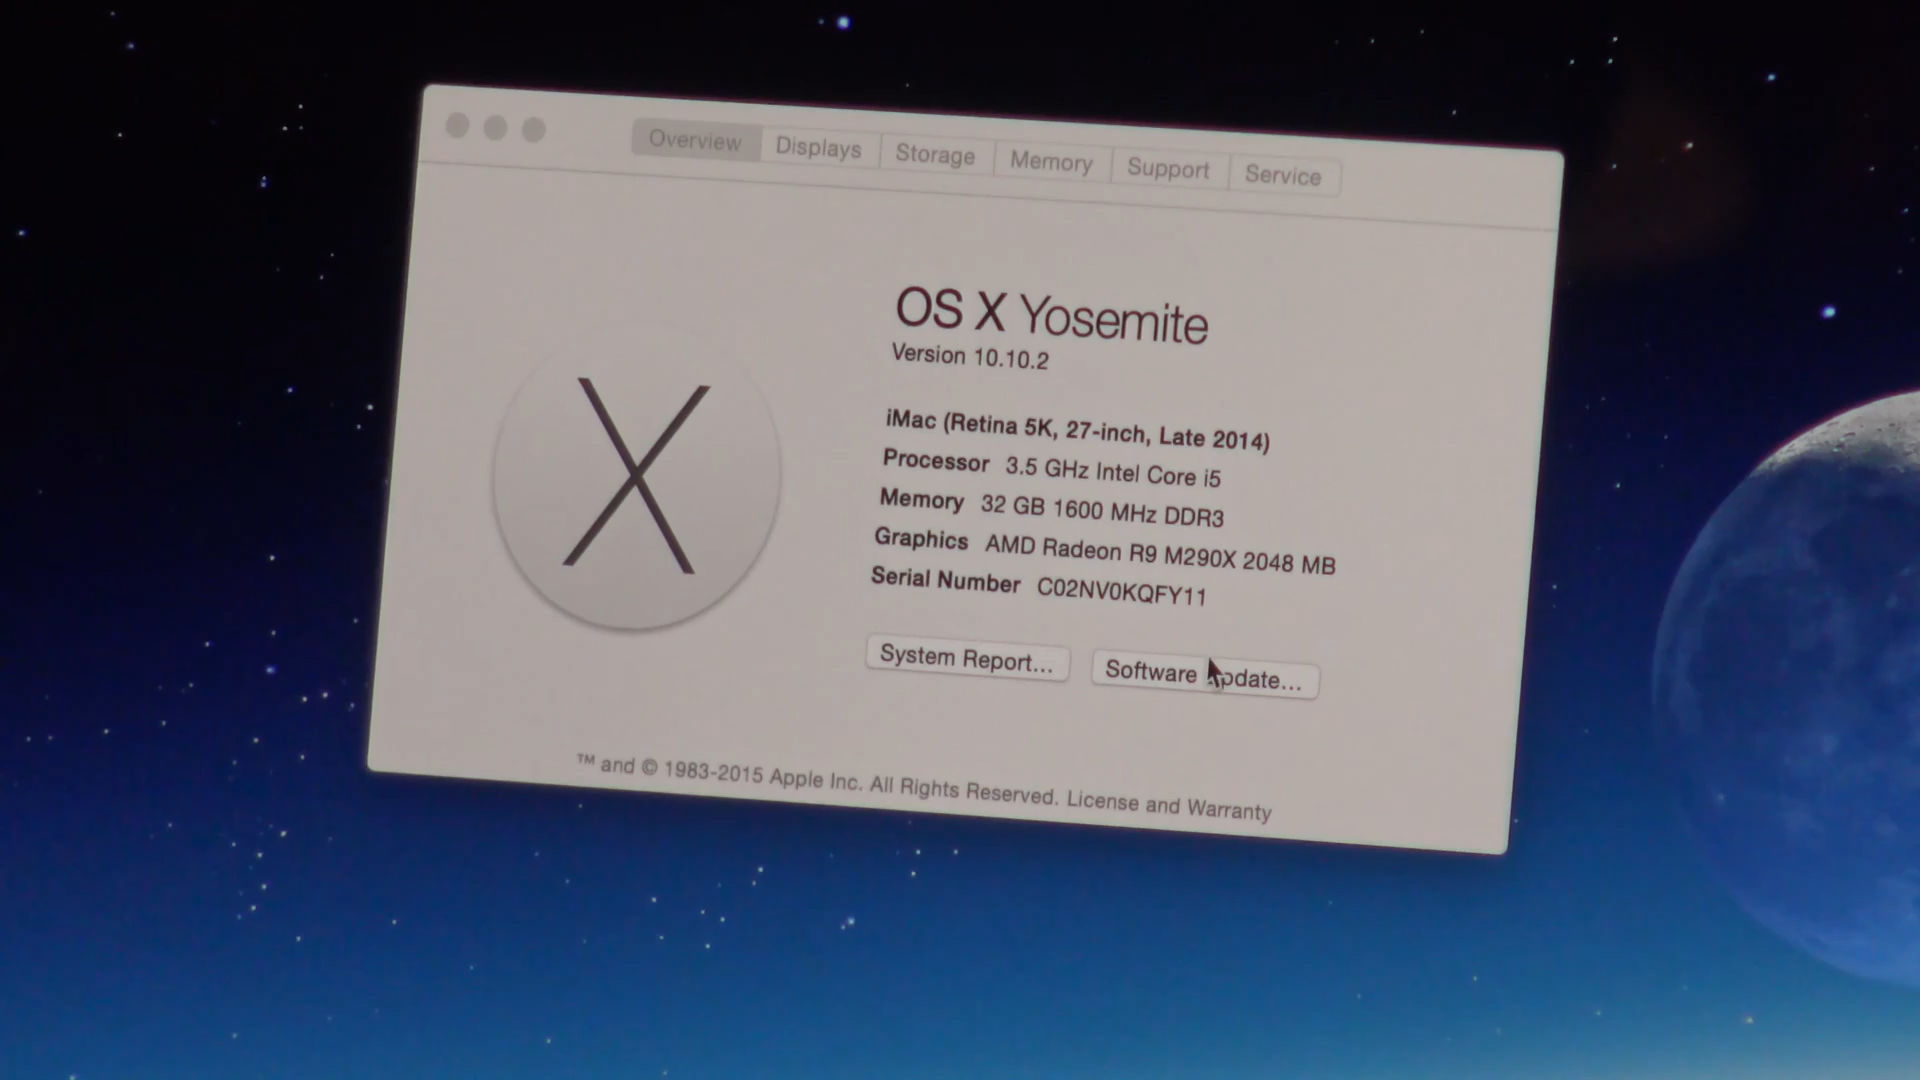 Overview Displays Storage Memory Support Service
OS X Yosemite
Version 10.10.2
iMac (Retina 5K, 27-inch, Late 2014)
Processor 3.5 GHz Intel Core i5
Memory 32 GB 1600 MHz DDR3
Graphics AMD Radeon R9 M290X 2048 MB
Serial Number C02NV0KQFY11
System Report... Software Update...
™ and © 1983-2015 Apple Inc. All Rights Reserved. License and Warranty